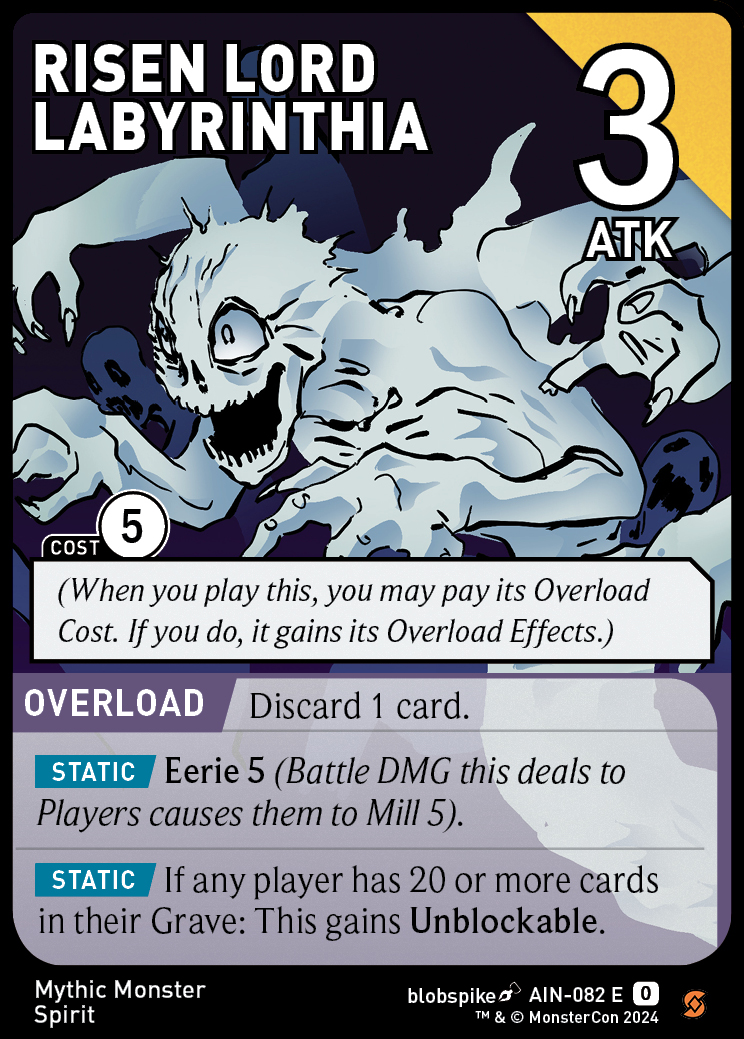 RISEN LORD
LABYRINTHIA
3
ATK
COST 5
(When you play this, you may pay its Overload
Cost. If you do, it gains its Overload Effects.)
OVERLOAD Discard 1 card.
STATIC Eerie 5 (Battle DMG this deals to
Players causes them to Mill 5).
STATIC If any player has 20 or more cards
in their Grave: This gains Unblockable.
Mythic Monster
Spirit
blobspike AIN-082 E 0
™ & © MonsterCon 2024